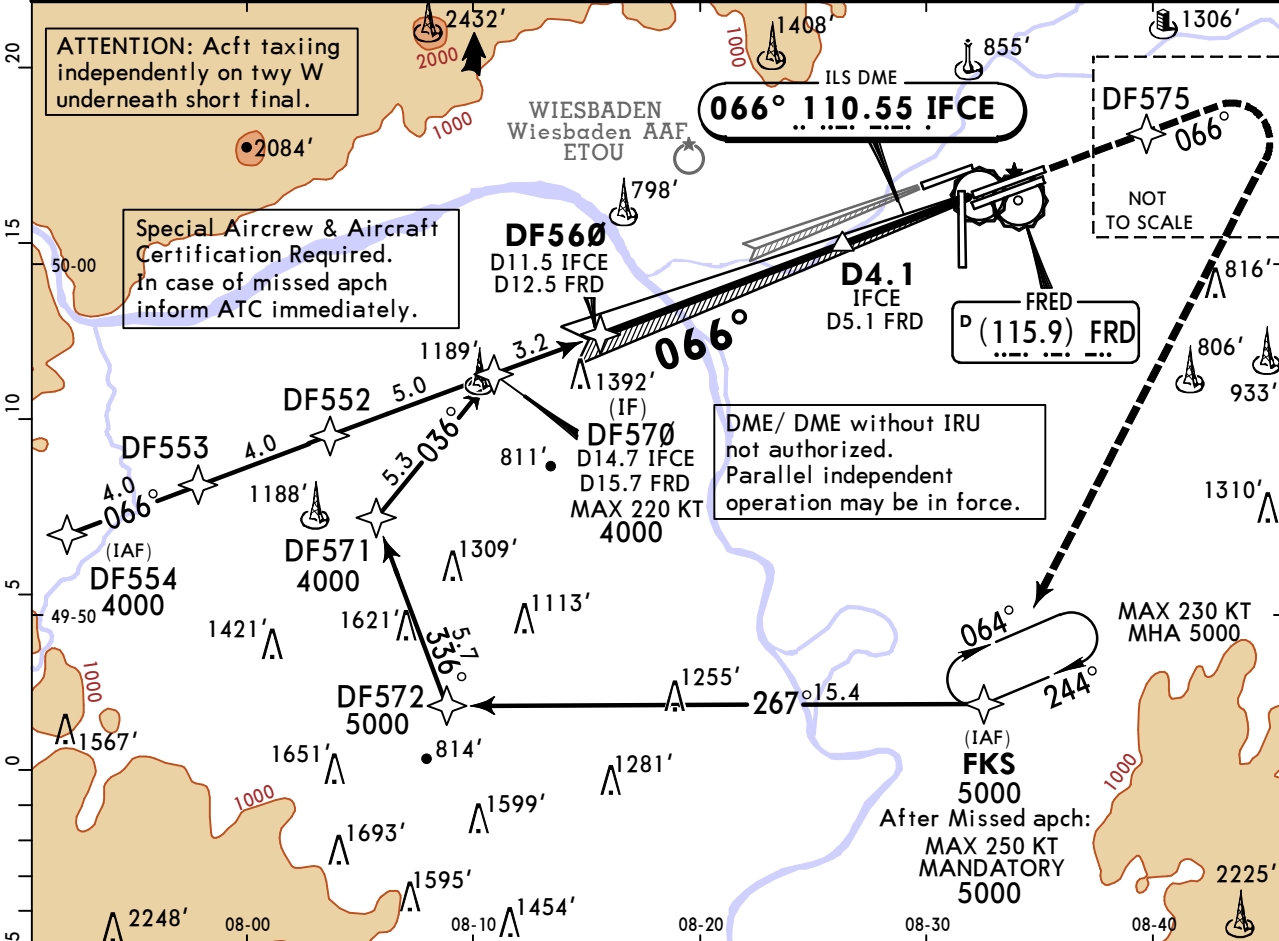 2432'
1408'
1306'
855'
20
ATTENTION: Acft taxiing
independently on twy W
underneath short final.
2000
1000
1000
2084'
WIESBADEN
Wiesbaden AAF
ETOU
ILS DME
066° 110.55 IFCE
DF575
066°
NOT
TO SCALE
798'
15
50-00
Special Aircrew & Aircraft
Certification Required.
In case of missed apch
inform ATC immediately.
DF56Ø
D11.5 IFCE
D12.5 FRD
D4.1
IFCE
D5.1 FRD
066°
FRED
D (115.9) FRD
816'
806'
933'
1189'
3.2
1392'
(IF)
DF57Ø
D14.7 IFCE
D15.7 FRD
MAX 220 KT
4000
10
DF552
5.0
DF553
4.0
4.0
066°
(IAF)
DF554
4000
036°
5.3
811'
1188'
DF571
4000
DME/ DME without IRU
not authorized.
Parallel independent
operation may be in force.
1310'
5
49-50
1309'
1113'
1621'
1421'
5.7
336°
DF572
5000
1255'
267°
15.4
064°
244°
MAX 230 KT
MHA 5000
(IAF)
FKS
5000
After Missed apch:
MAX 250 KT
MANDATORY
5000
1000
1567'
0
1651'
814'
1281'
1000
1599'
1693'
1595'
1454'
2248'
1000
2225'
5
08-00
08-10
08-20
08-30
08-40